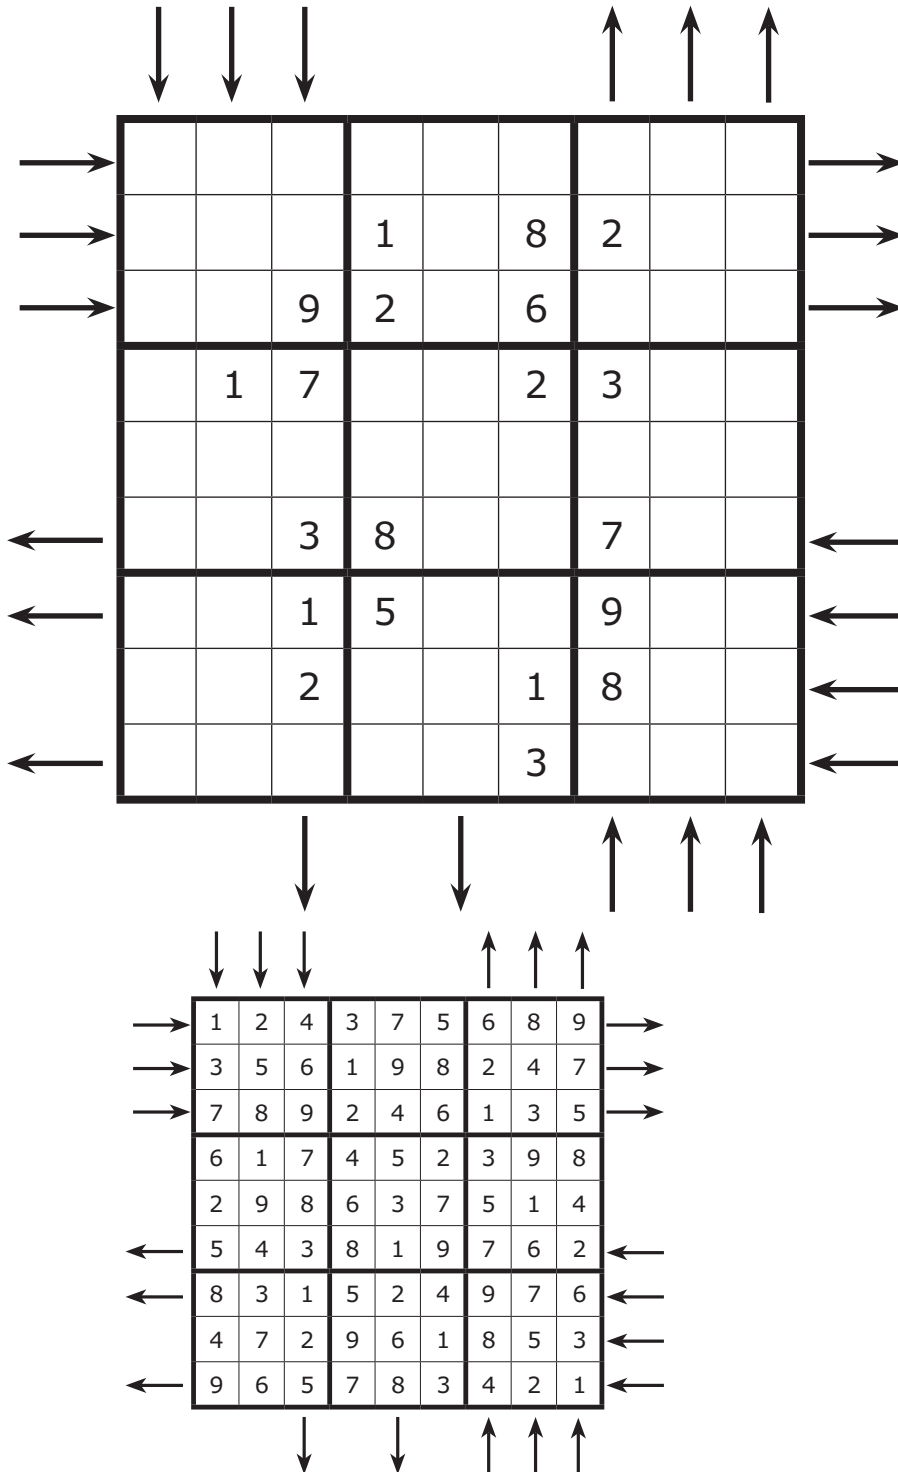 1 8 2
9 2 6
1 7 2 3
3 8 7
1 5 9
2 1 8
3
1 2 4 3 7 5 6 8 9
3 5 6 1 9 8 2 4 7
7 8 9 2 4 6 1 3 5
6 1 7 4 5 2 3 9 8
2 9 8 6 3 7 5 1 4
5 4 3 8 1 9 7 6 2
8 3 1 5 2 4 9 7 6
4 7 2 9 6 1 8 5 3
9 6 5 7 8 3 4 2 1